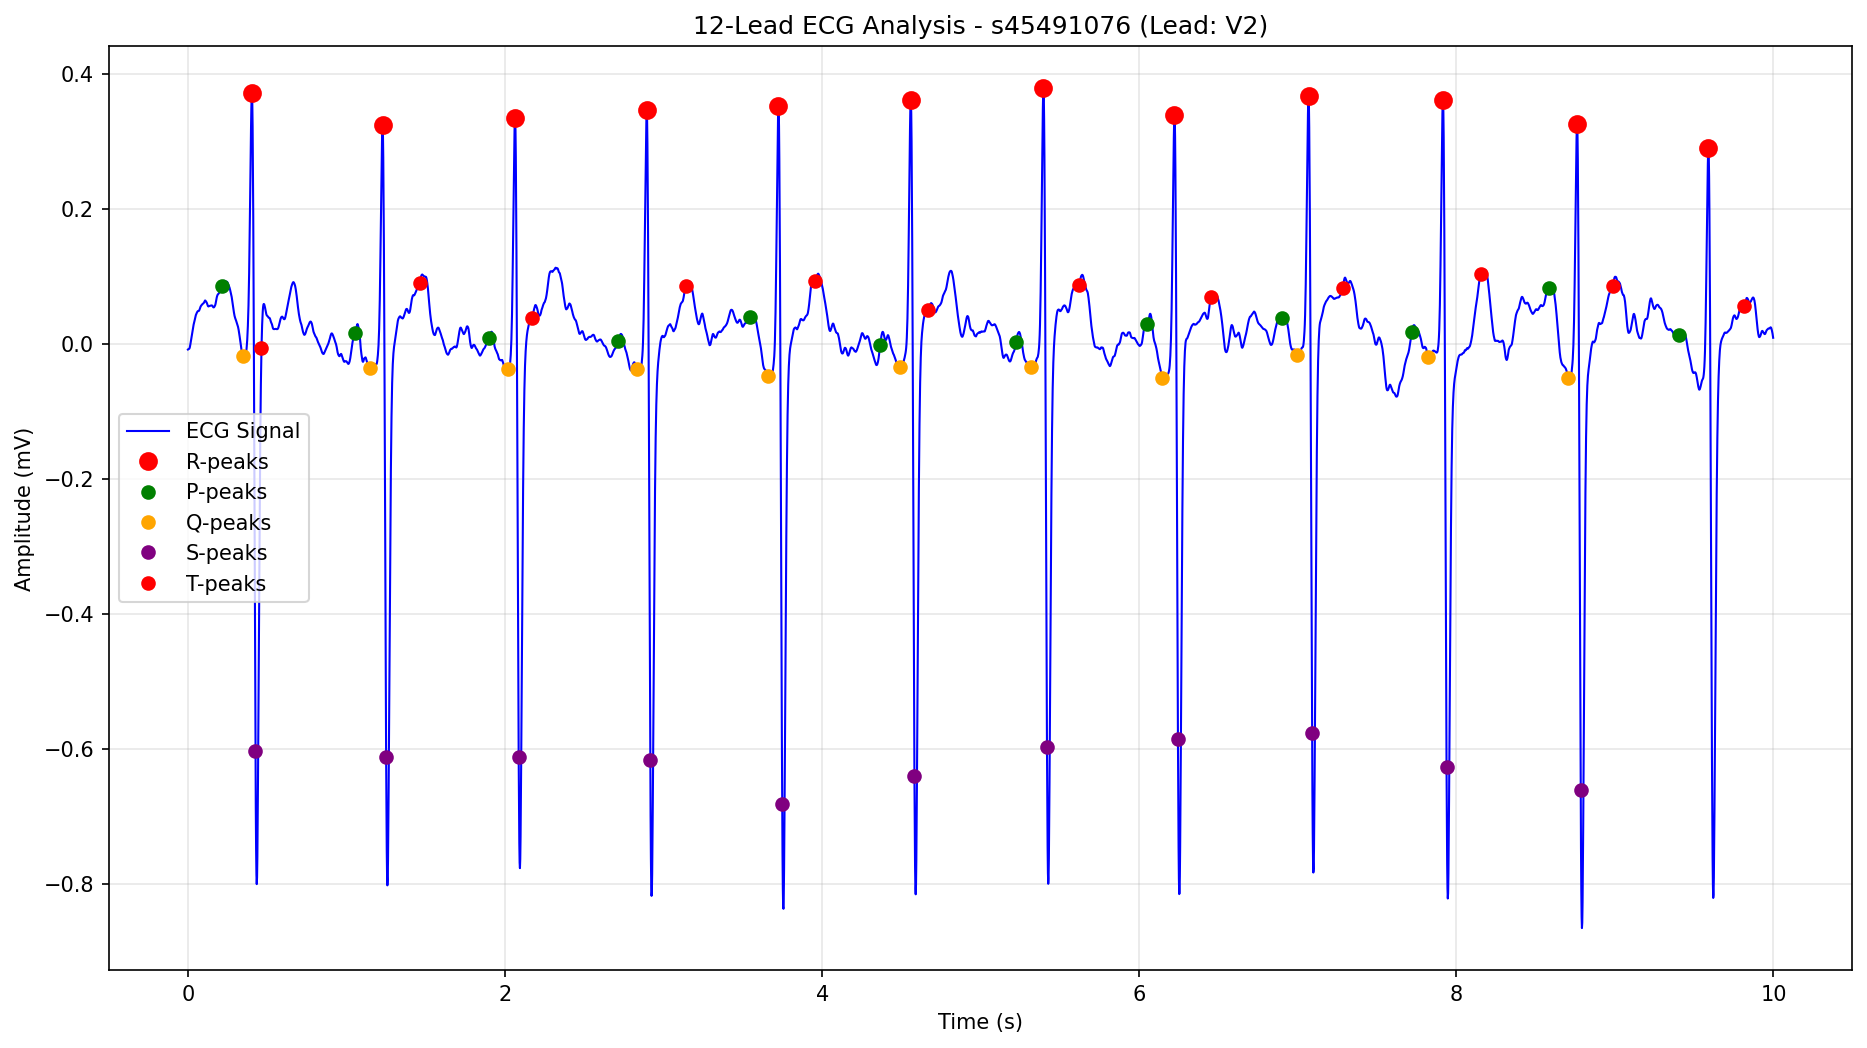 12-Lead ECG Analysis - s45491076 (Lead: V2)
0.4
0.2
0.0
−0.2
−0.4
−0.6
−0.8
Amplitude (mV)
ECG Signal
R-peaks
P-peaks
Q-peaks
S-peaks
T-peaks
0 2 4 6 8 10
Time (s)